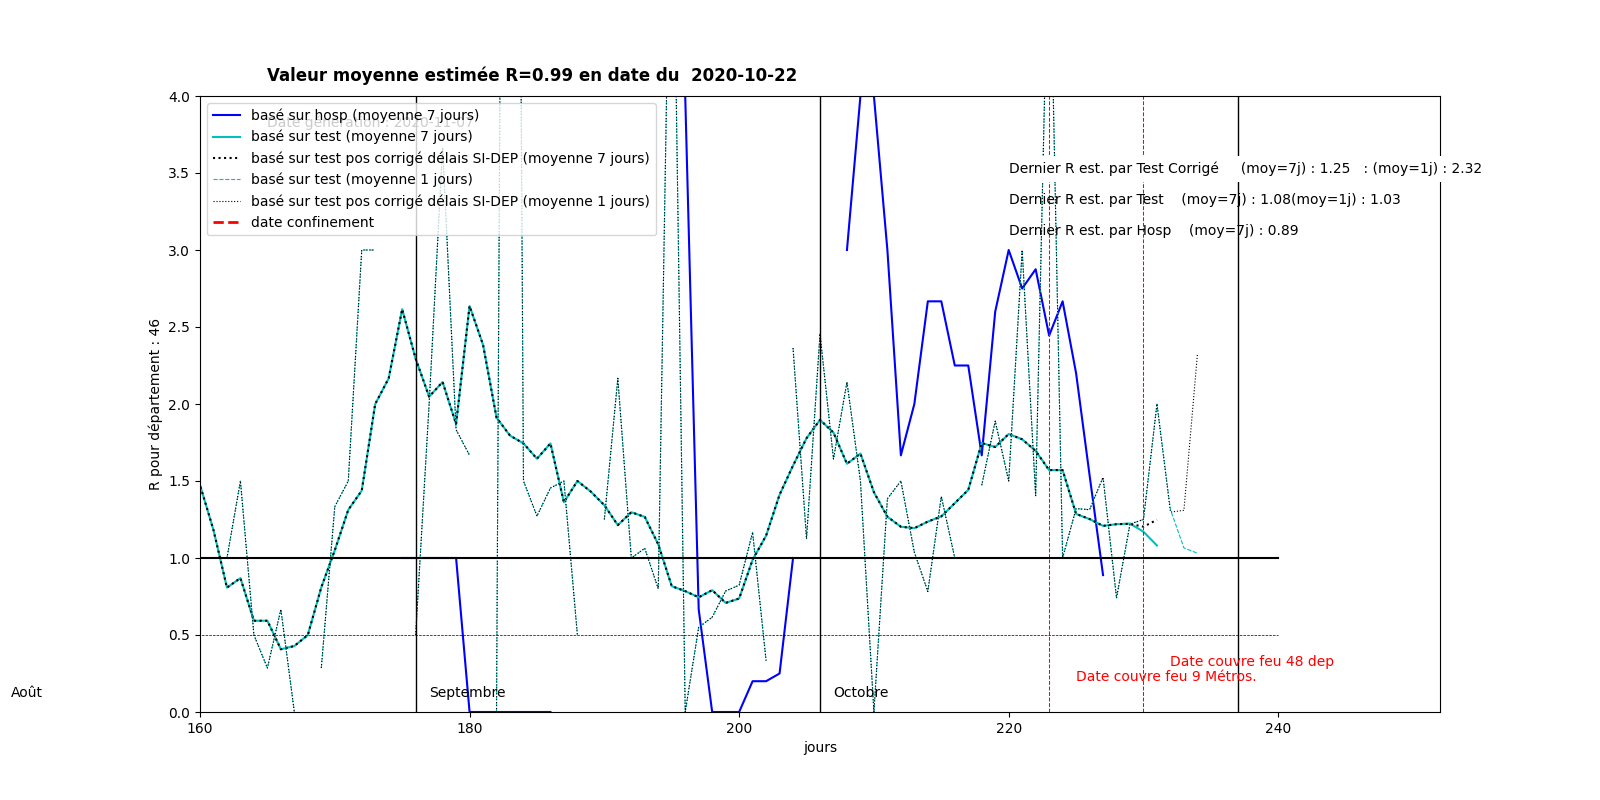 Valeur moyenne estimée R=0.99 en date du  2020-10-22
Date génération : 2020-11-07
basé sur hosp (moyenne 7 jours)
basé sur test (moyenne 7 jours)
basé sur test pos corrigé délais SI-DEP (moyenne 7 jours)
basé sur test (moyenne 1 jours)
basé sur test pos corrigé délais SI-DEP (moyenne 1 jours)
date confinement
Dernier R est. par Test Corrigé     (moy=7j) : 1.25   : (moy=1j) : 2.32
Dernier R est. par Test    (moy=7j) : 1.08(moy=1j) : 1.03
Dernier R est. par Hosp    (moy=7j) : 0.89
4.0
3.5
3.0
2.5
2.0
1.5
1.0
0.5
0.0
R pour département : 46
Date couvre feu 48 dep
Date couvre feu 9 Métros.
Août
Septembre
Octobre
160
180
200
220
240
jours